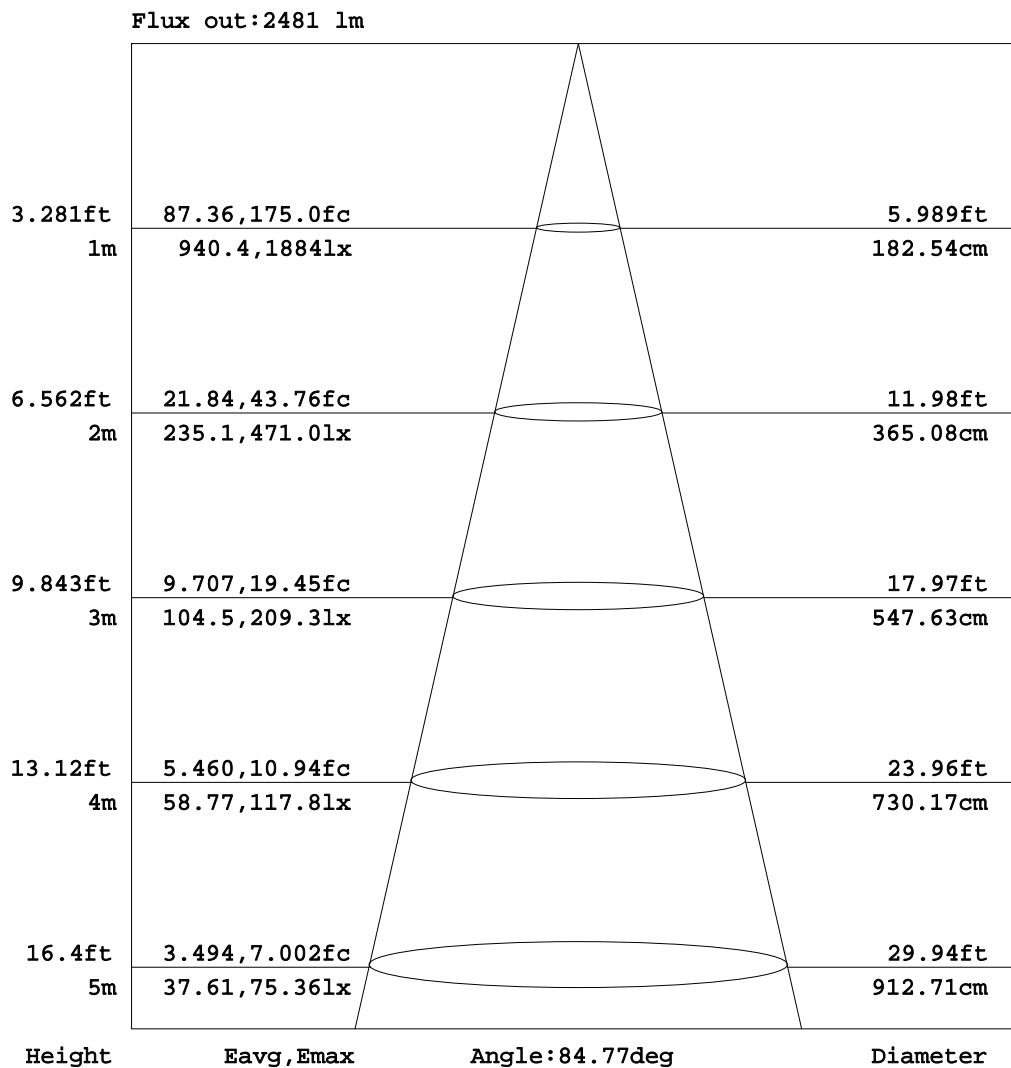 Flux out:2481 lm
3.281ft 87.36,175.0fc 5.989ft
1m 940.4,1884lx 182.54cm
6.562ft 21.84,43.76fc 11.98ft
2m 235.1,471.0lx 365.08cm
9.843ft 9.707,19.45fc 17.97ft
3m 104.5,209.3lx 547.63cm
13.12ft 5.460,10.94fc 23.96ft
4m 58.77,117.8lx 730.17cm
16.4ft 3.494,7.002fc 29.94ft
5m 37.61,75.36lx 912.71cm
Height Eavg,Emax Angle:84.77deg Diameter